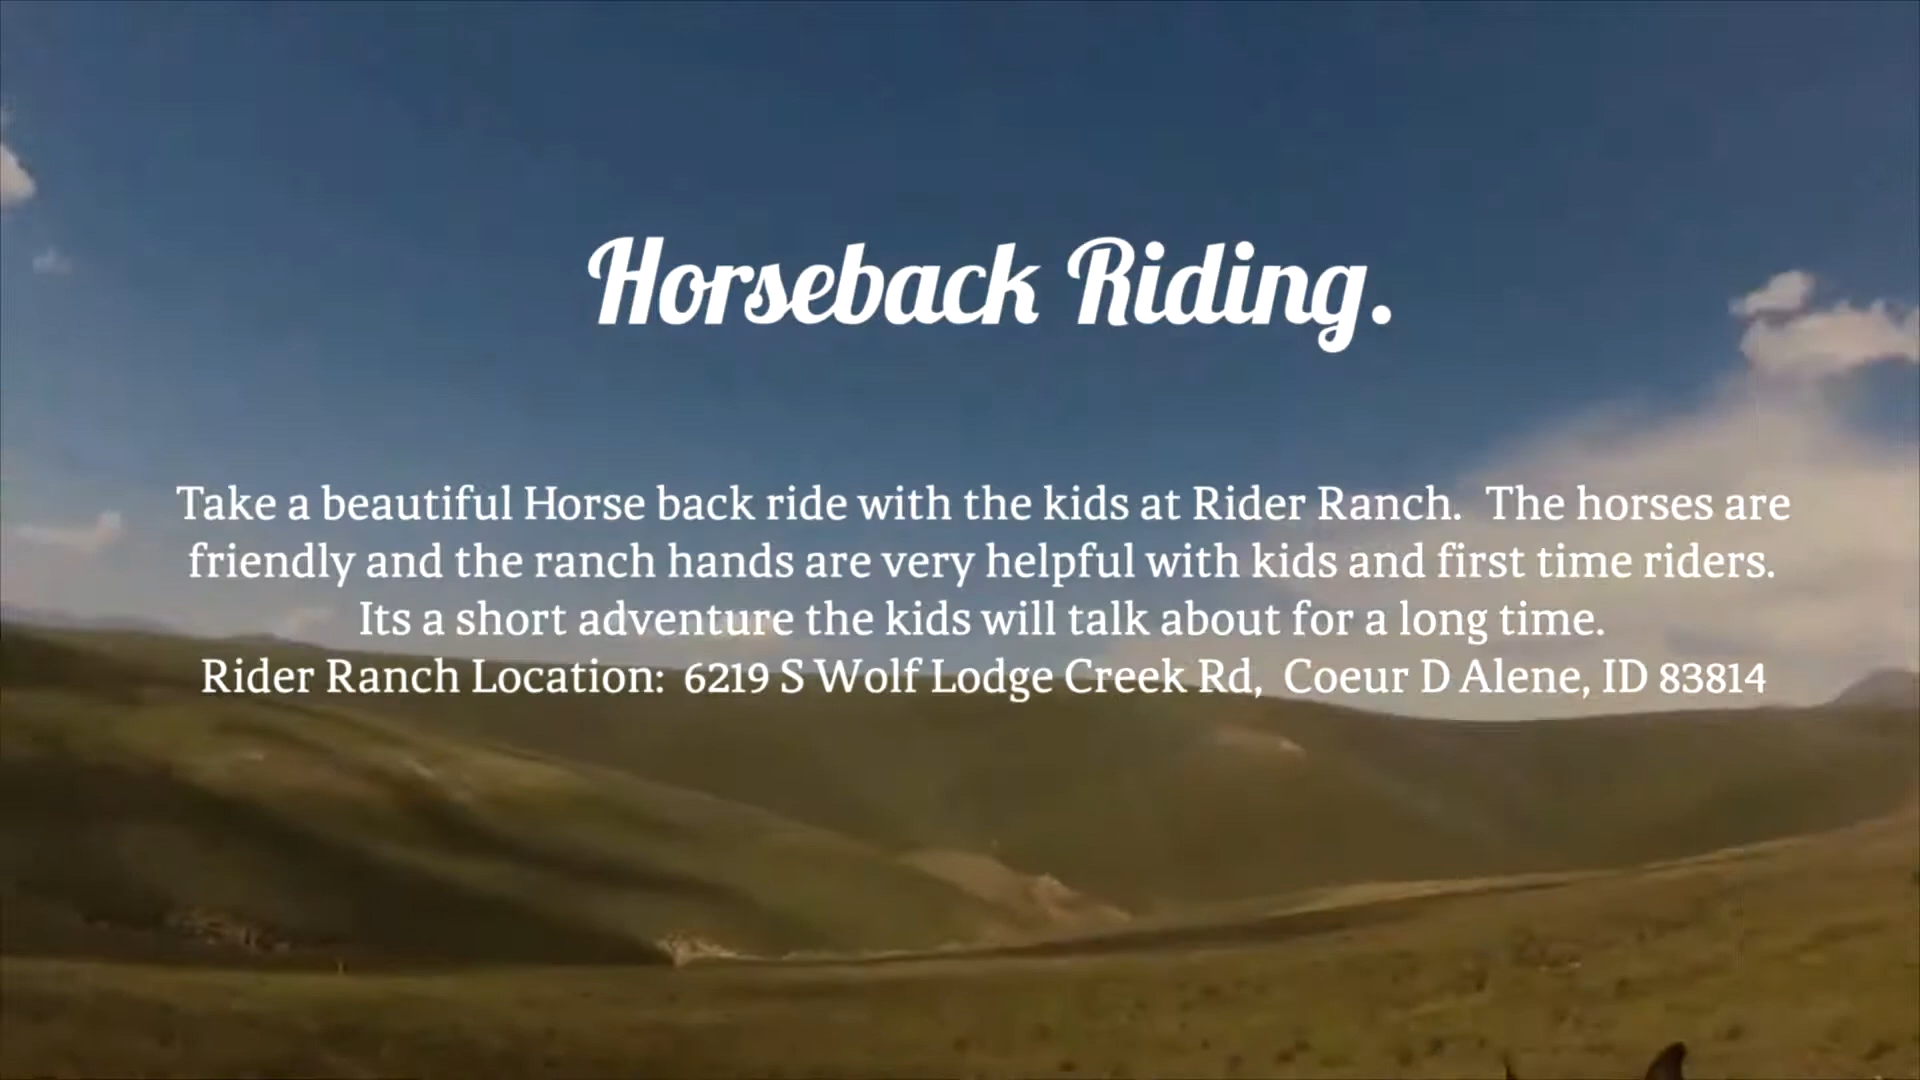 Horseback Riding.
Take a beautiful Horse back ride with the kids at Rider Ranch.  The horses are
friendly and the ranch hands are very helpful with kids and first time riders.
Its a short adventure the kids will talk about for a long time.
Rider Ranch Location:  6219 S Wolf Lodge Creek Rd,  Coeur D Alene, ID 83814